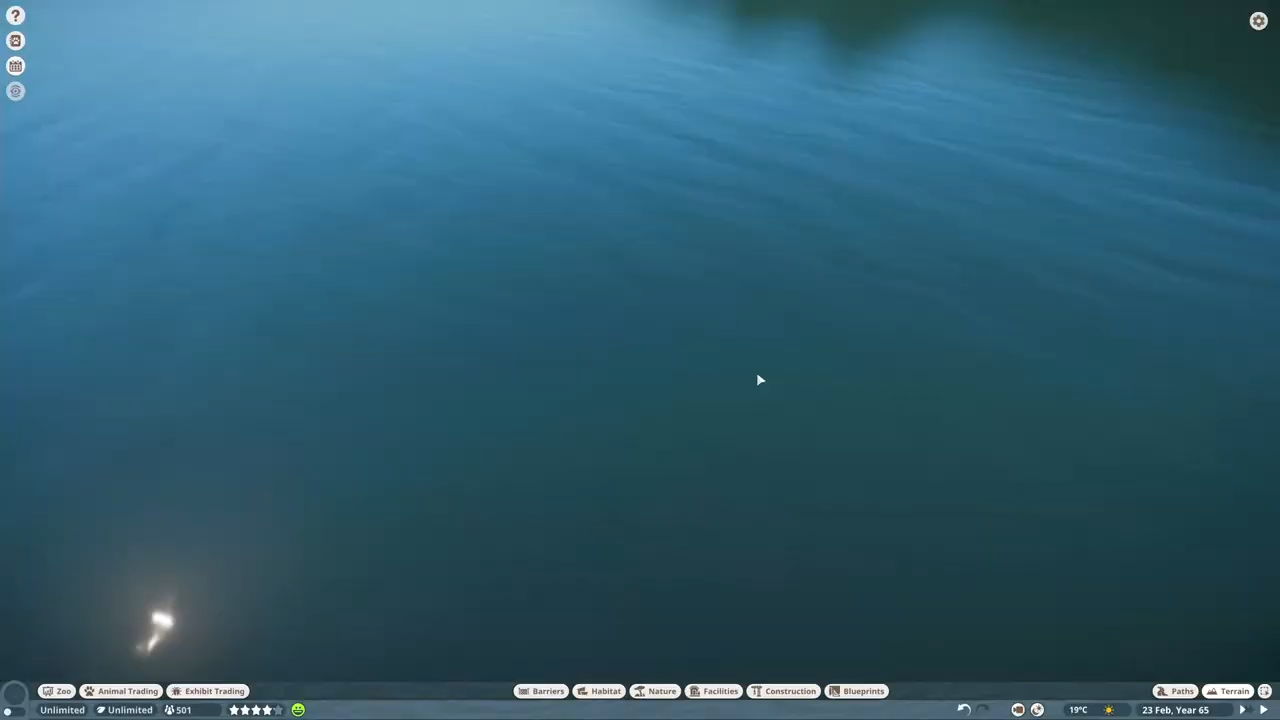 ?
Zoo Animal Trading Exhibit Trading Barriers Habitat Nature Facilities Construction Blueprints Paths Terrain
Unlimited Unlimited 501 19°C 23 Feb, Year 65